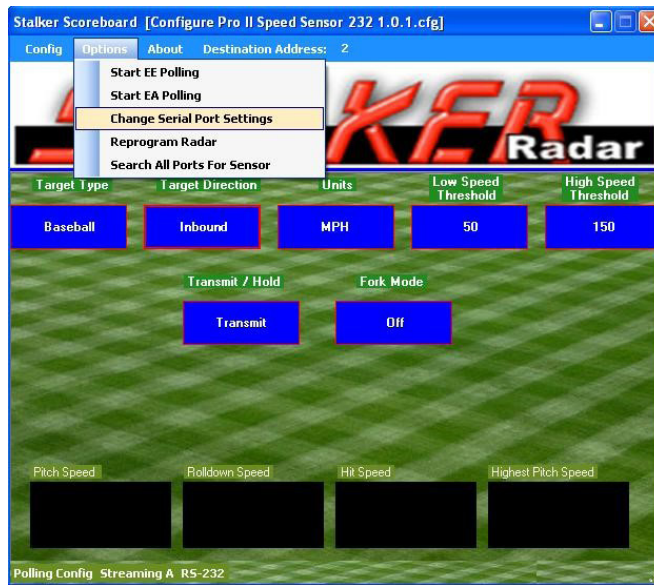 Stalker Scoreboard [Configure Pro II Speed Sensor 232 1.0.1.cfg]
Config Options About Destination Address: 2
Start EE Polling
Start EA Polling
Change Serial Port Settings
Reprogram Radar
Search All Ports For Sensor
S KER
Radar
Target Type Target Direction Units Low Speed Threshold High Speed Threshold
Baseball Inbound MPH 50 150
Transmit / Hold Fork Mode
Transmit Off
Pitch Speed Rolldown Speed Hit Speed Highest Pitch Speed
Polling Config Streaming A RS-232